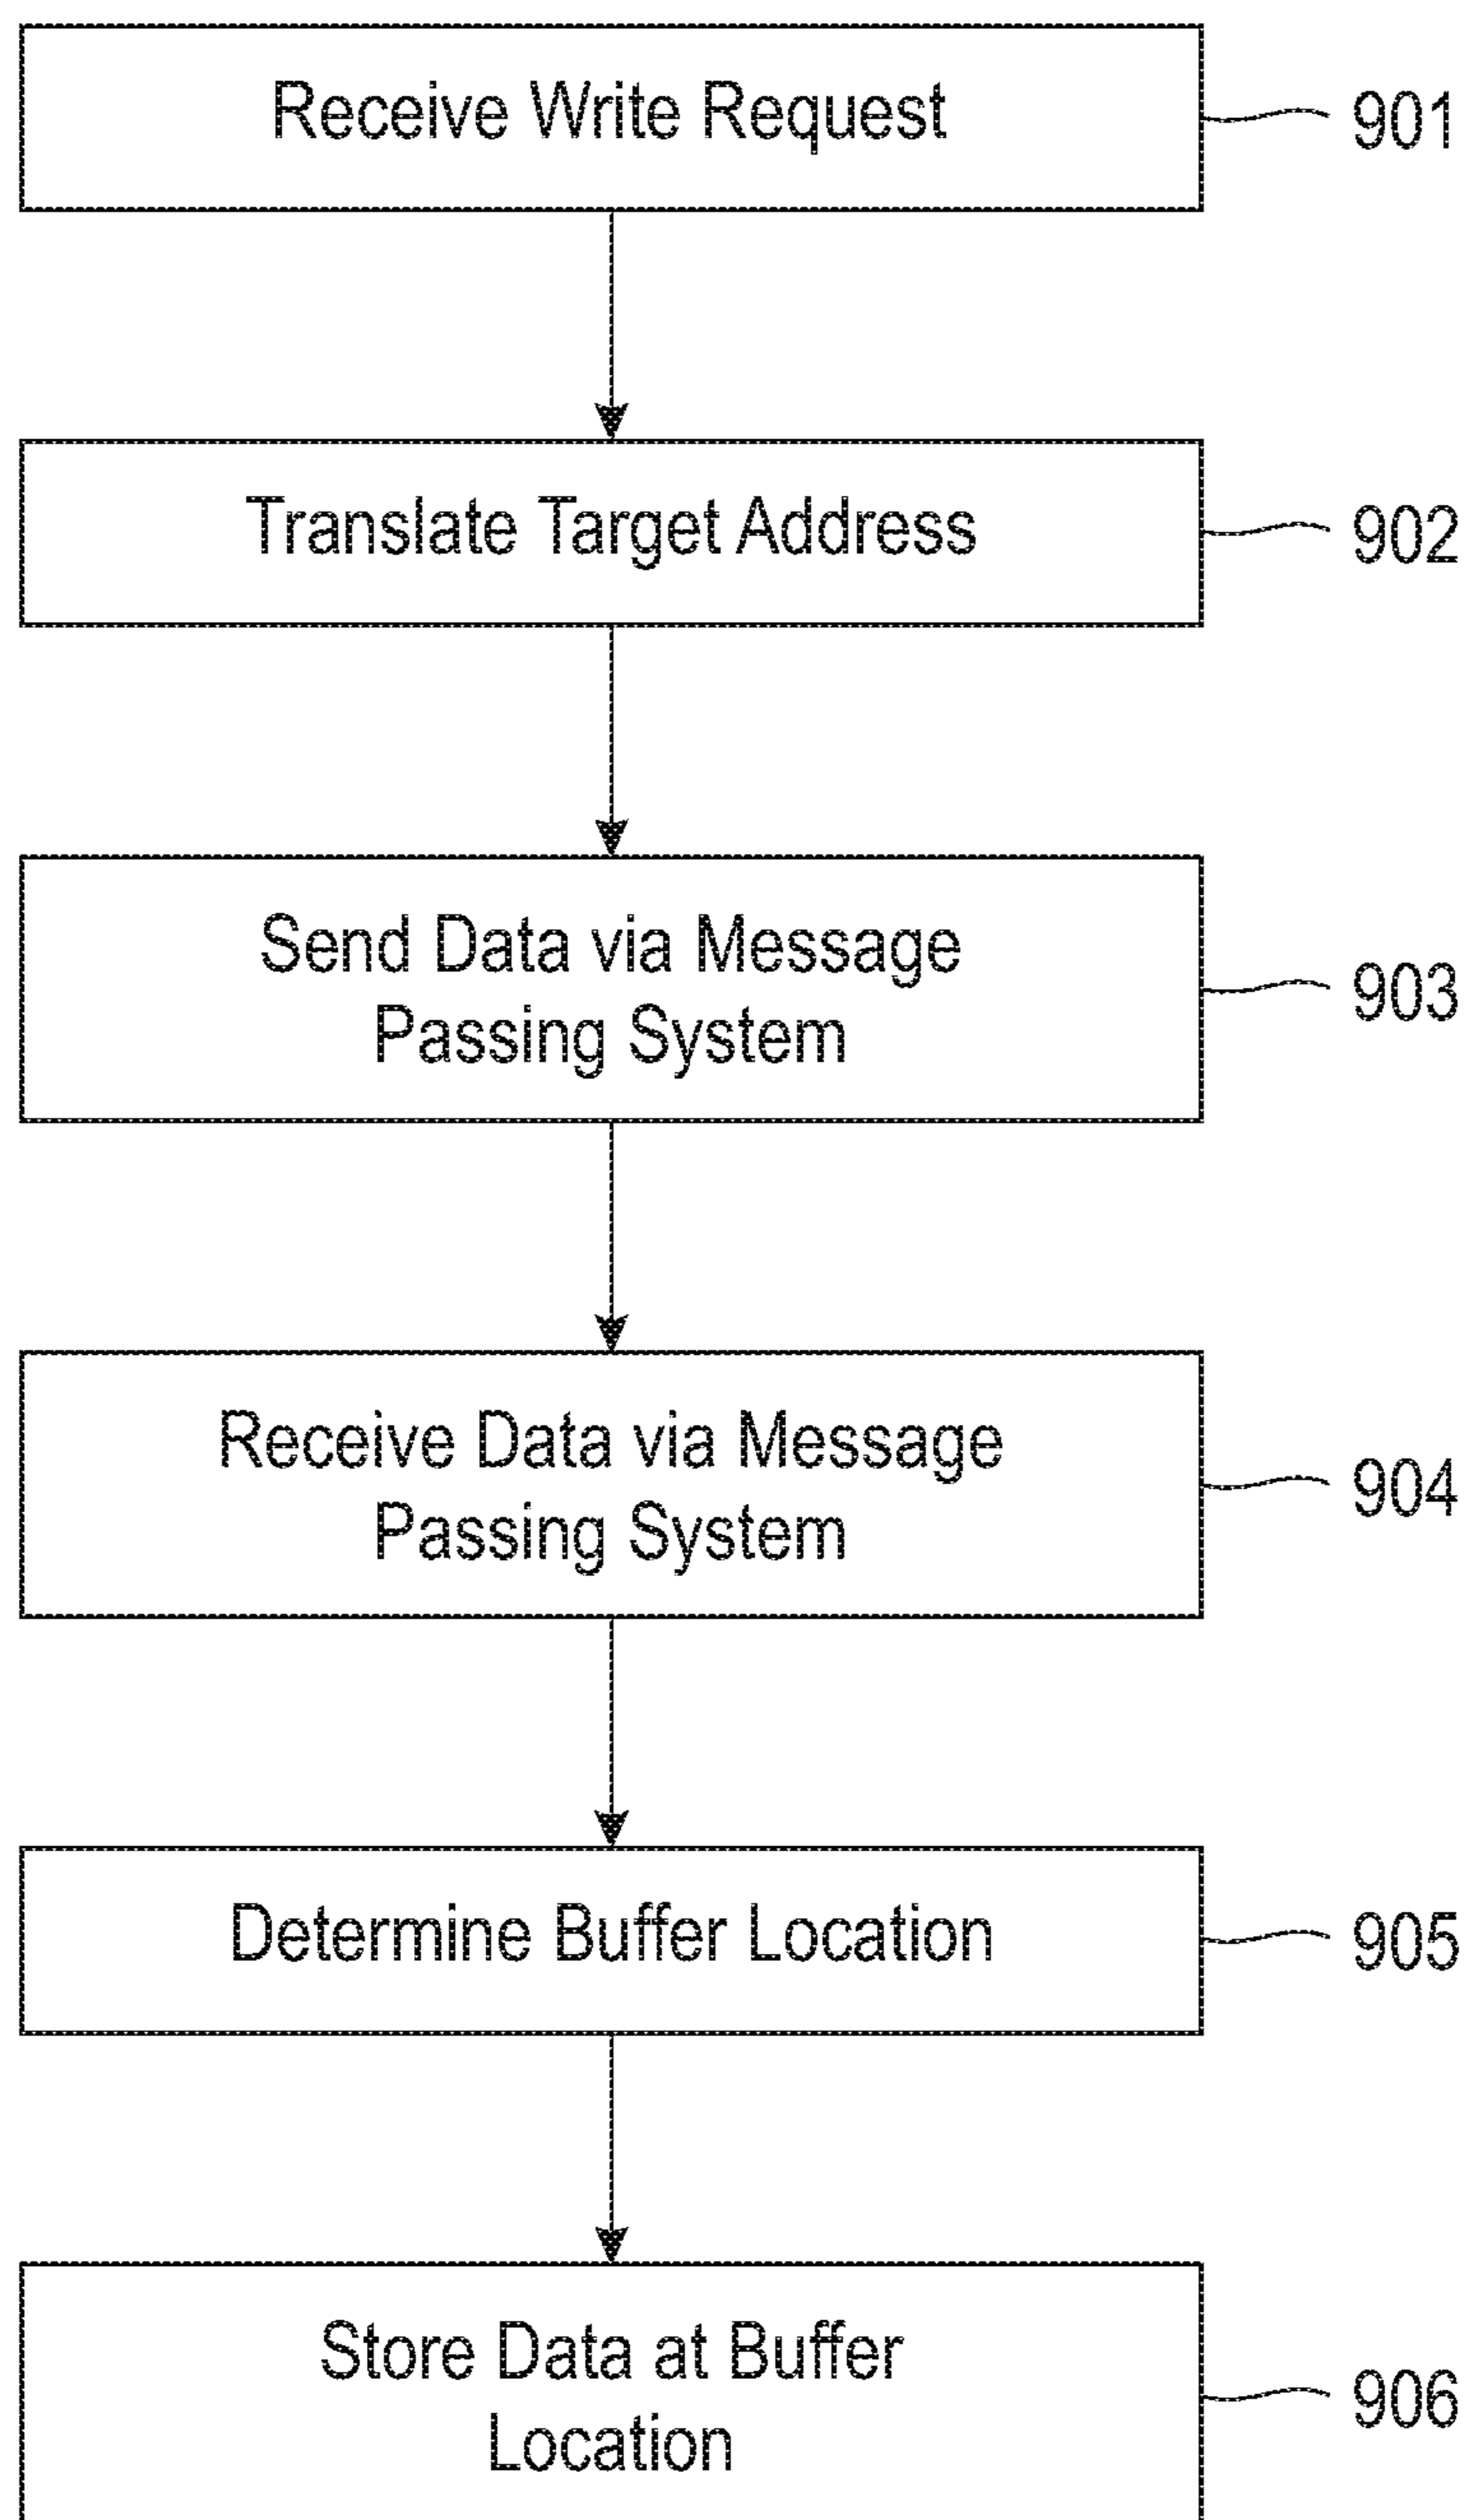 Receive Write Request
901
Translate Target Address
902
Send Data via Message
Passing System
903
Receive Data via Message
Passing System
904
Determine Buffer Location
905
Store Data at Buffer
Location
906